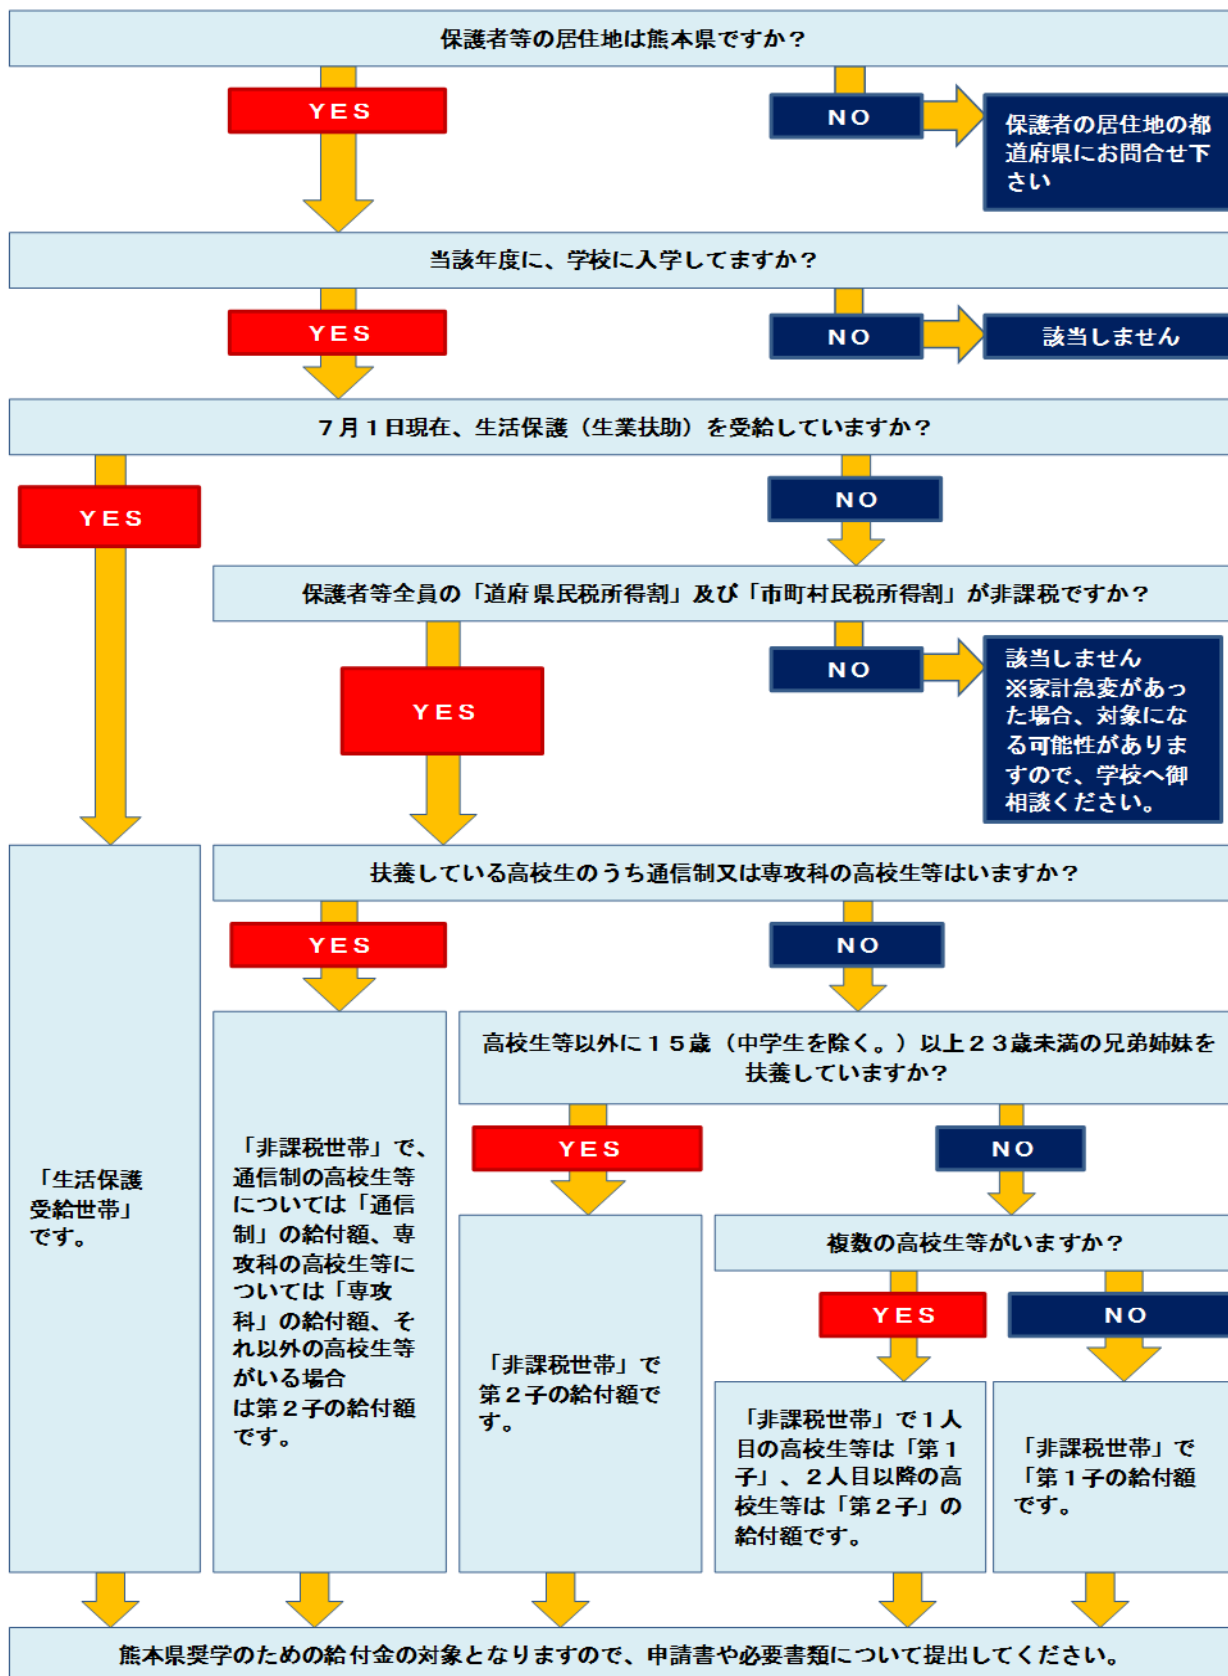 保護者等の居住地は熊本県ですか？
YES
NO
保護者の居住地の都
道府県にお問合せ下
さい
当該年度に、学校に入学してますか？
YES
NO
該当しません
７月１日現在、生活保護（生業扶助）を受給していますか？
YES
NO
保護者等全員の「道府県民税所得割」及び「市町村民税所得割」が非課税ですか？
YES
NO
該当しません
※家計急変があっ
た場合、対象にな
る可能性がありま
すので、学校へ御
相談ください。
扶養している高校生のうち通信制又は専攻科の高校生等はいますか？
YES
NO
高校生等以外に１５歳（中学生を除く。）以上２３歳未満の兄弟姉妹を
扶養していますか？
YES
NO
複数の高校生等がいますか？
YES
NO
「生活保護
受給世帯」
です。
「非課税世帯」で、
通信制の高校生等
については「通信
制」の給付額、専
攻科の高校生等に
ついては「専攻
科」の給付額、そ
れ以外の高校生等
がいる場合
は第２子の給付額
です。
「非課税世帯」で
第２子の給付額で
す。
「非課税世帯」で１人
目の高校生等は「第１
子」、２人目以降の高
校生等は「第２子」の
給付額です。
「非課税世帯」で
「第１子の給付額
です。
熊本県奨学のための給付金の対象となりますので、申請書や必要書類について提出してください。